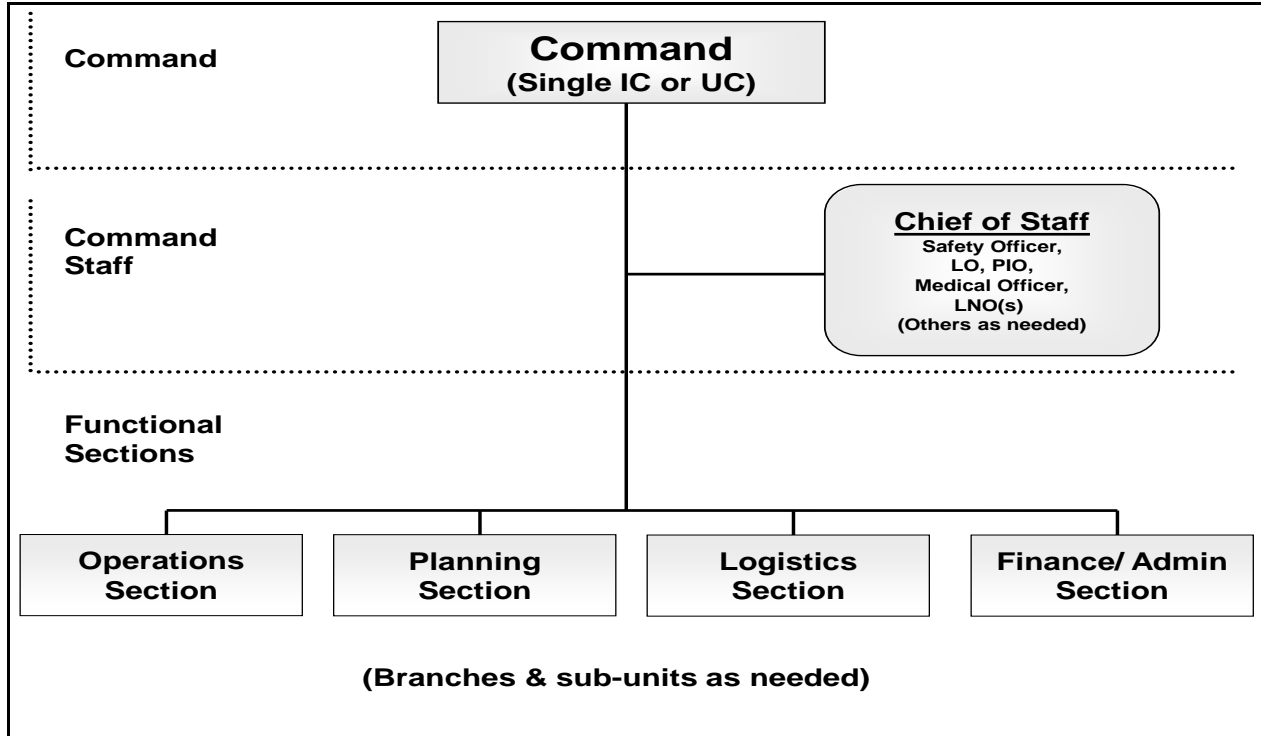 Command
Command
(Single IC or UC)
Command
Staff
Chief of Staff
Safety Officer,
LO, PIO,
Medical Officer,
LNO(s)
(Others as needed)
Functional
Sections
Operations
Section
Planning
Section
Logistics
Section
Finance/ Admin
Section
(Branches & sub-units as needed)